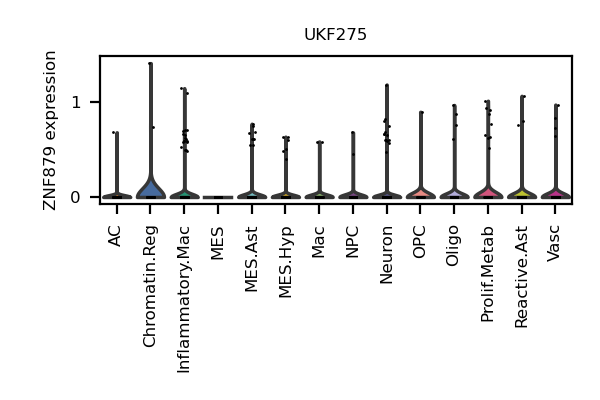 UKF275
ZNF879 expression
1
0
AC
Chromatin.Reg
Inflammatory.Mac
MES
MES.Ast
MES.Hyp
Mac
NPC
Neuron
OPC
Oligo
Prolif.Metab
Reactive.Ast
Vasc